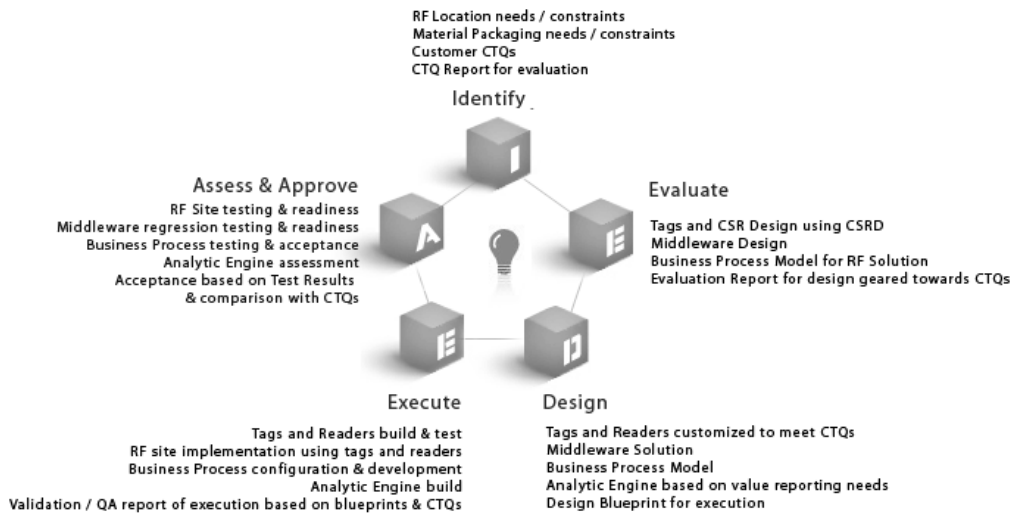 RF Location needs / constraints
Material Packaging needs / constraints
Customer CTQs
CTQ Report for evaluation
Identify
I
Evaluate
Tags and CSR Design using CSRD
Middleware Design
Business Process Model for RF Solution
Evaluation Report for design geared towards CTQs
E
D
Design
Tags and Readers customized to meet CTQs
Middleware Solution
Business Process Model
Analytic Engine based on value reporting needs
Design Blueprint for execution
E
Execute
Tags and Readers build & test
RF site implementation using tags and readers
Business Process configuration & development
Analytic Engine build
Validation / QA report of execution based on blueprints & CTQs
A
Assess & Approve
RF Site testing & readiness
Middleware regression testing & readiness
Business Process testing & acceptance
Analytic Engine assessment
Acceptance based on Test Results
& comparison with CTQs